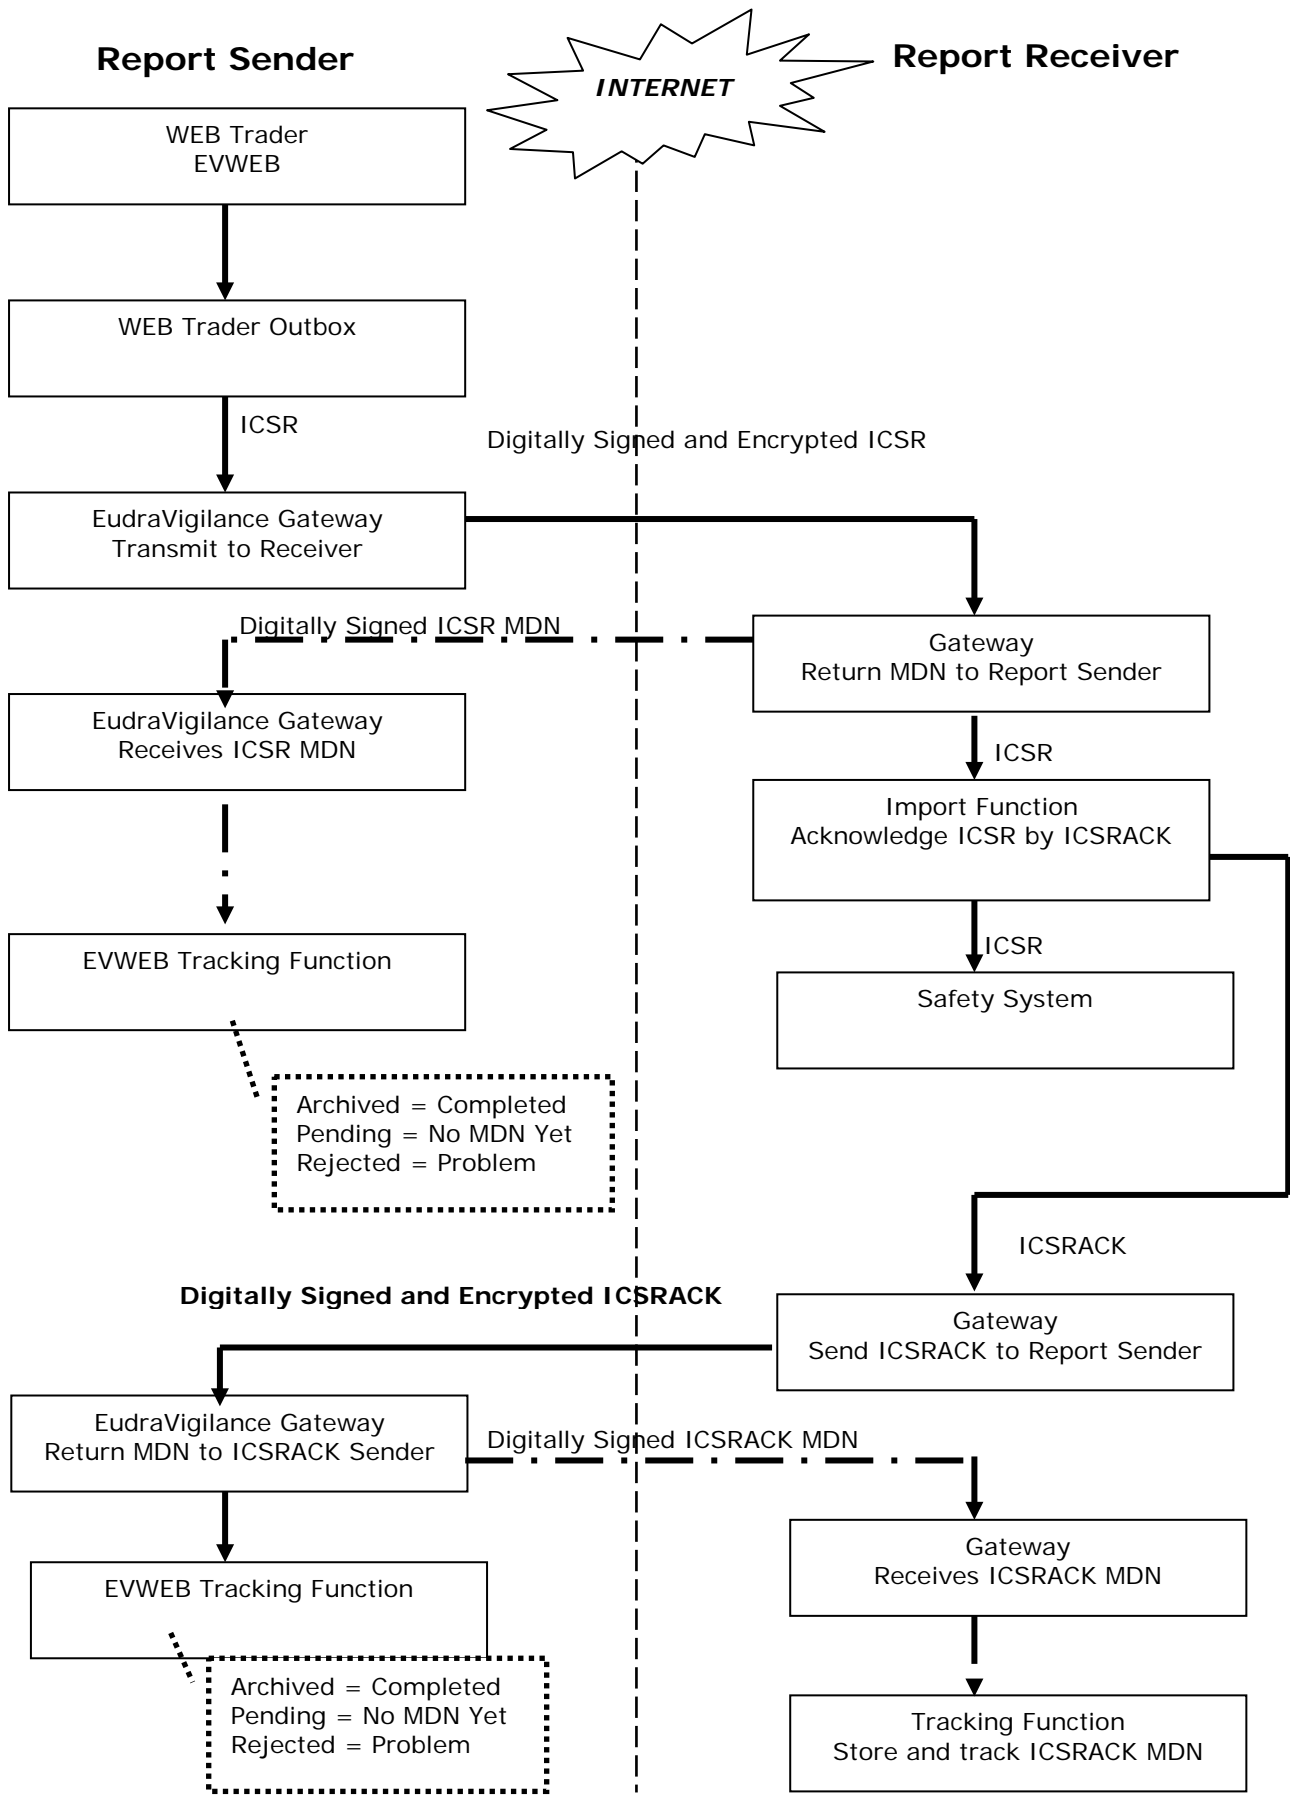 Report Sender
INTERNET
Report Receiver
WEB Trader
EVWEB
WEB Trader Outbox
ICSR
Digitally Signed and Encrypted ICSR
EudraVigilance Gateway
Transmit to Receiver
Digitally Signed ICSR MDN
Gateway
Return MDN to Report Sender
EudraVigilance Gateway
Receives ICSR MDN
ICSR
Import Function
Acknowledge ICSR by ICSRACK
EVWEB Tracking Function
ICSR
Safety System
Archived = Completed
Pending = No MDN Yet
Rejected = Problem
ICSRACK
Digitally Signed and Encrypted ICSRACK
Gateway
Send ICSRACK to Report Sender
EudraVigilance Gateway
Return MDN to ICSRACK Sender
Digitally Signed ICSRACK MDN
Gateway
Receives ICSRACK MDN
EVWEB Tracking Function
Archived = Completed
Pending = No MDN Yet
Rejected = Problem
Tracking Function
Store and track ICSRACK MDN